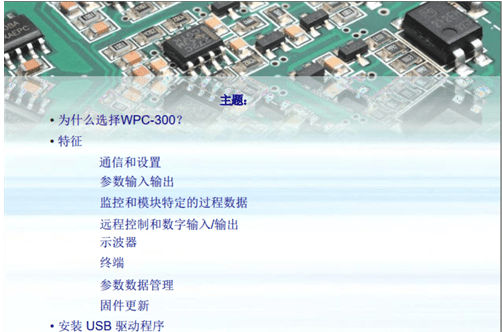 主题:
• 为什么选择WPC-300?
• 特征
通信和设置
参数输入输出
监控和模块特定的过程数据
远程控制和数字输入/输出
示波器
终端
参数数据管理
固件更新
• 安装 USB 驱动程序